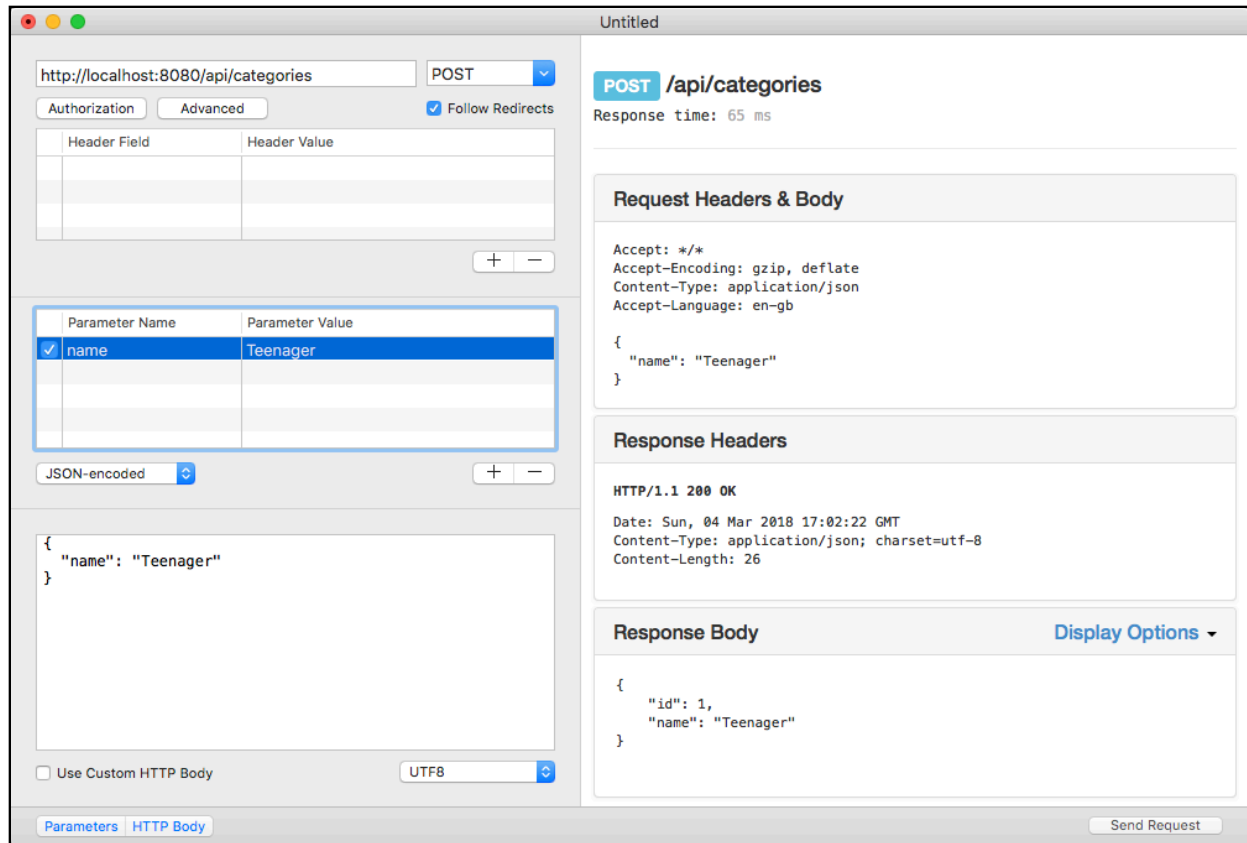 Untitled
http://localhost:8080/api/categories
POST
Authorization
Advanced
Follow Redirects
Header Field
Header Value
+
−
Parameter Name
Parameter Value
name
Teenager
JSON-encoded
+
−
{
"name": "Teenager"
}
Use Custom HTTP Body
UTF8
Parameters
HTTP Body
POST /api/categories
Response time: 65 ms
Request Headers & Body
Accept: */*
Accept-Encoding: gzip, deflate
Content-Type: application/json
Accept-Language: en-gb
{
"name": "Teenager"
}
Response Headers
HTTP/1.1 200 OK
Date: Sun, 04 Mar 2018 17:02:22 GMT
Content-Type: application/json; charset=utf-8
Content-Length: 26
Response Body
Display Options
{
"id": 1,
"name": "Teenager"
}
Send Request